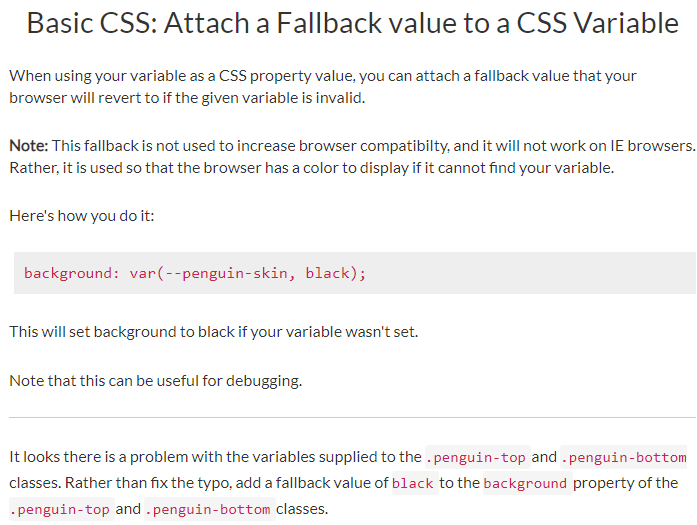 Basic CSS: Attach a Fallback value to a CSS Variable
When using your variable as a CSS property value, you can attach a fallback value that your
browser will revert to if the given variable is invalid.
Note: This fallback is not used to increase browser compatibilty, and it will not work on IE browsers.
Rather, it is used so that the browser has a color to display if it cannot find your variable.
Here's how you do it:
background: var(--penguin-skin, black);
This will set background to black if your variable wasn't set.
Note that this can be useful for debugging.
It looks there is a problem with the variables supplied to the .penguin-top and .penguin-bottom
classes. Rather than fix the typo, add a fallback value of black to the background property of the
.penguin-top and .penguin-bottom classes.